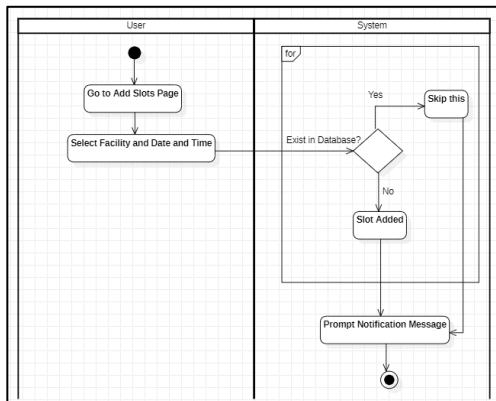 User
System
for
Go to Add Slots Page
Yes
Skip this
Select Facility and Date and Time
Exist in Database?
No
Slot Added
Prompt Notification Message